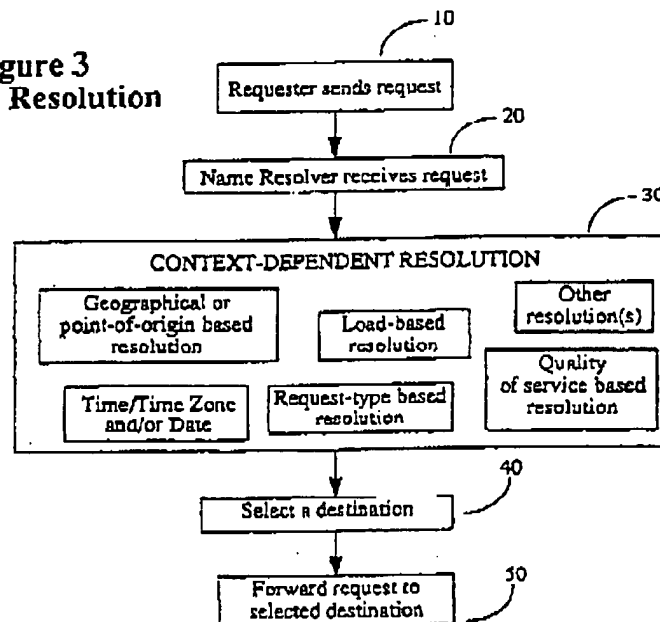 gure 3
Resolution
10
Requester sends request
20
Name Resolver receives request
30
CONTEXT-DEPENDENT RESOLUTION
Geographical or
point-of-origin based
resolution
Load-based
resolution
Other
resolution(s)
Time/Time Zone
and/or Date
Request-type based
resolution
Quality
of service based
resolution
40
Select a destination
50
Forward request to
selected destination